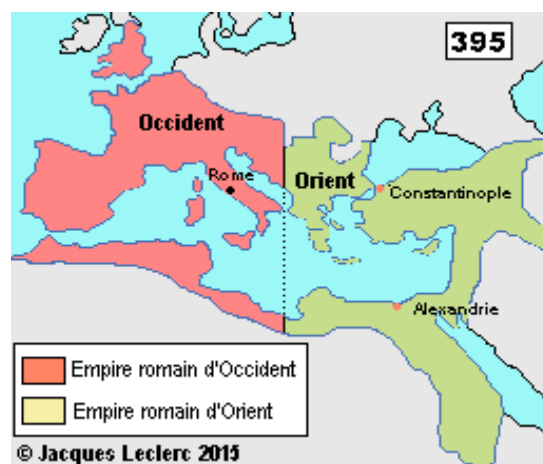 395
Occident
Rome
Orient
Constantinople
Alexandrie
Empire romain d'Occident
Empire romain d'Orient
© Jacques Leclerc 2015